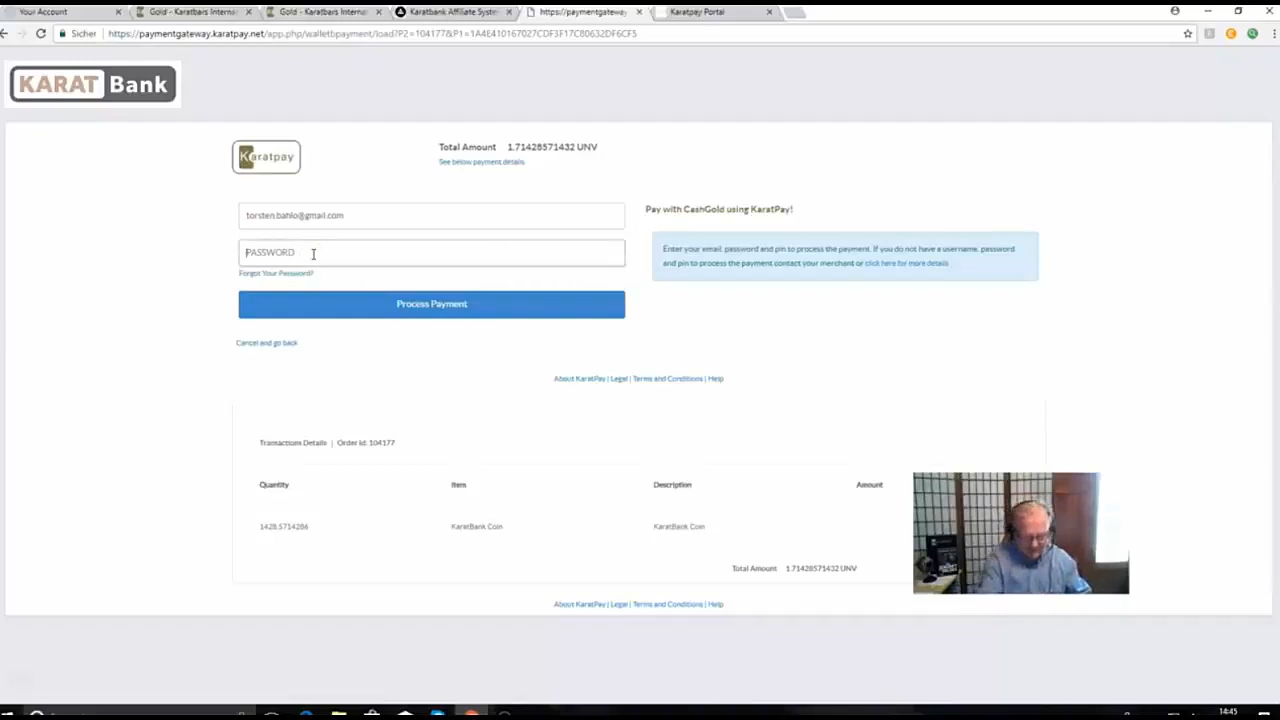 Your Account
Gold - Karatbars Interna
Gold - Karatbars Interna
Karatbank Affiliate Syste
https://paymentgateway
Karatpay Portal
Sicher
https://paymentgateway.karatpay.net/app.php/walletbpayment/load?P2=104177&P1=1A4E410167027CDF3F17C80632DF6CF5
KARAT Bank
Karatpay
Total Amount 1.71428571432 UNV
See below payment details
torsten.bahlo@gmail.com
Pay with CashGold using KaratPay!
PASSWORD
Enter your email, password and pin to process the payment. If you do not have a username, password
and pin to process the payment contact your merchant or click here for more details
Forgot Your Password?
Process Payment
Cancel and go back
About KaratPay | Legal | Terms and Conditions | Help
Transactions Details | Order Id: 104177
Quantity Item Description Amount
1428.5714286 KaratBank Coin KaratBank Coin
Total Amount 1.71428571432 UNV
About KaratPay | Legal | Terms and Conditions | Help
14:45